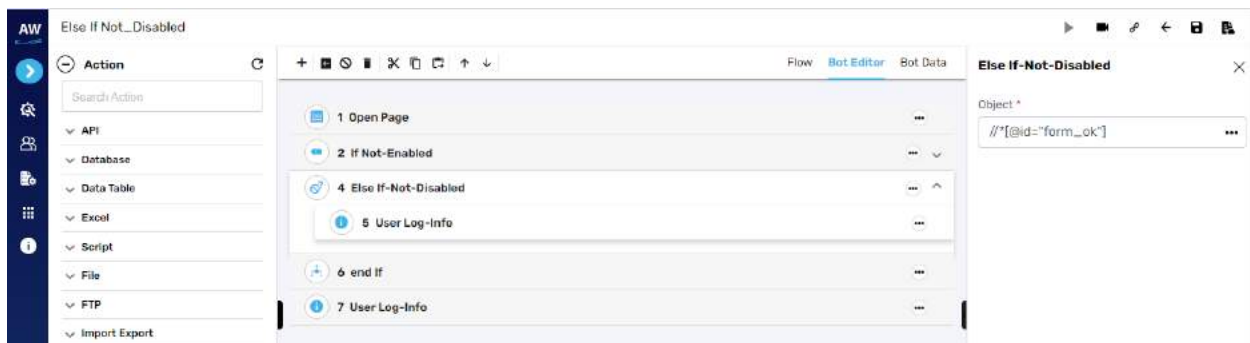 AW
Else If Not_Disabled
Action
Search Action
API
Database
Data Table
Excel
Script
File
FTP
Import Export
Flow Bot Editor Bot Data
1 Open Page
2 If Not-Enabled
4 Else If-Not-Disabled
5 User Log-Info
6 end If
7 User Log-Info
Else If-Not-Disabled
Object *
//*[@id="form_ok"]